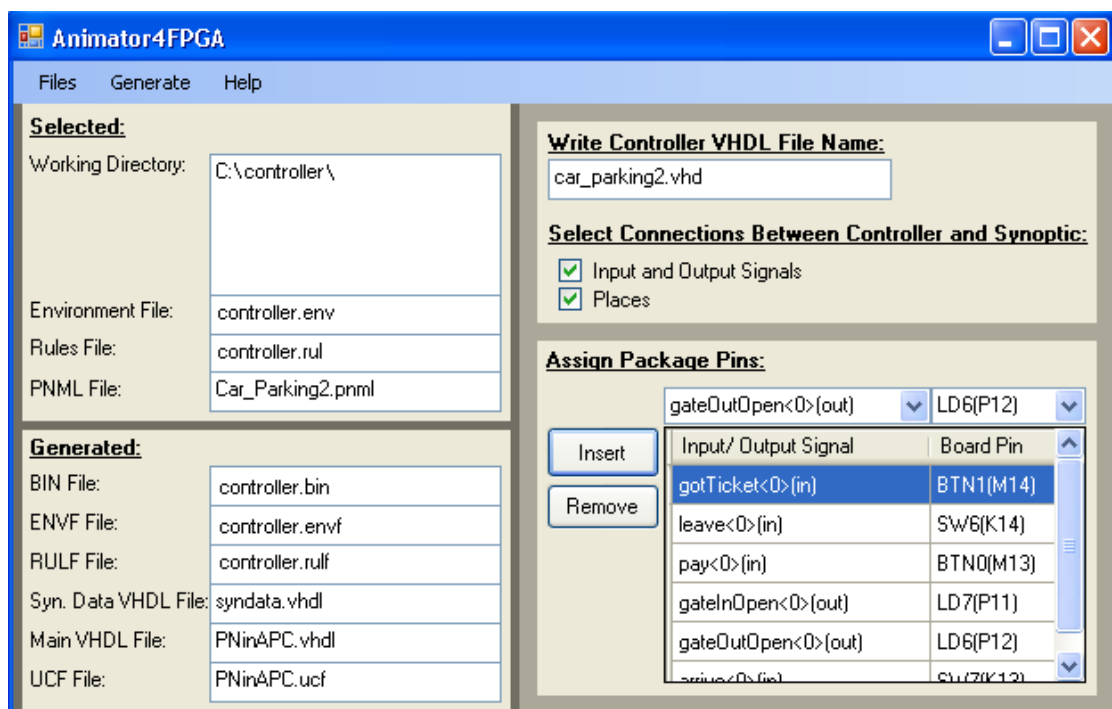 Animator4FPGA
Files Generate Help
Selected:
Working Directory: C:\controller\
Environment File: controller.env
Rules File: controller.rul
PNML File: Car_Parking2.pnml
Generated:
BIN File: controller.bin
ENVF File: controller.envf
RULF File: controller.rulf
Syn. Data VHDL File: syndata.vhdl
Main VHDL File: PNinAPC.vhdl
UCF File: PNinAPC.ucf
Write Controller VHDL File Name:
car_parking2.vhd
Select Connections Between Controller and Synoptic:
Input and Output Signals
Places
Assign Package Pins:
gateOutOpen<0>(out) LD6(P12)
Insert
Remove
Input/ Output Signal Board Pin
gotTicket<0>(in) BTN1(M14)
leave<0>(in) SW6(K14)
pay<0>(in) BTN0(M13)
gateInOpen<0>(out) LD7(P11)
gateOutOpen<0>(out) LD6(P12)
arrive<0>(in) SW7(K13)